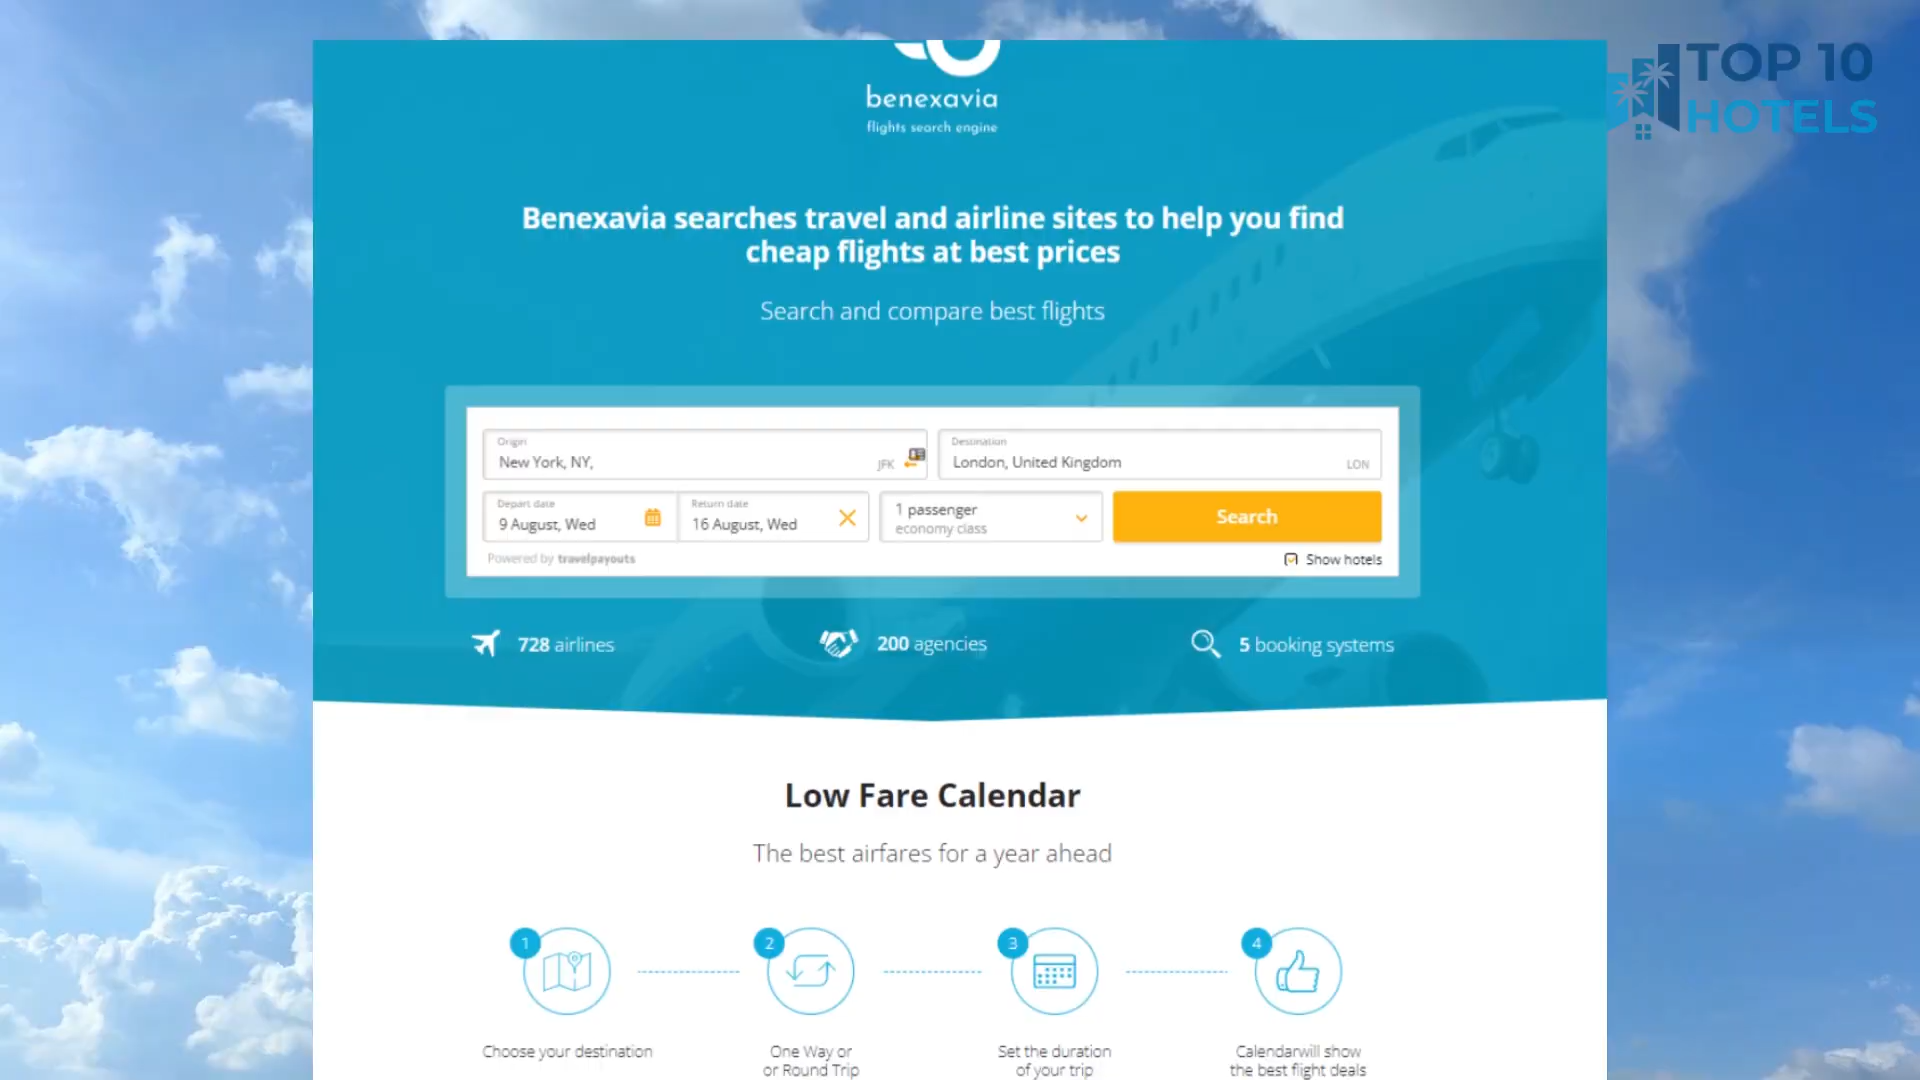 TOP 10
HOTELS
benexavia
flights search engine
Benexavia searches travel and airline sites to help you find
cheap flights at best prices
Search and compare best flights
Origin
New York, NY,
JFK
Destination
London, United Kingdom
LON
Depart date
9 August, Wed
Return date
16 August, Wed
1 passenger
economy class
Search
Powered by travelpayouts
Show hotels
728 airlines
200 agencies
5 booking systems
Low Fare Calendar
The best airfares for a year ahead
1
2
3
4
Choose your destination
One Way or
or Round Trip
Set the duration
of your trip
Calendarwill show
the best flight deals